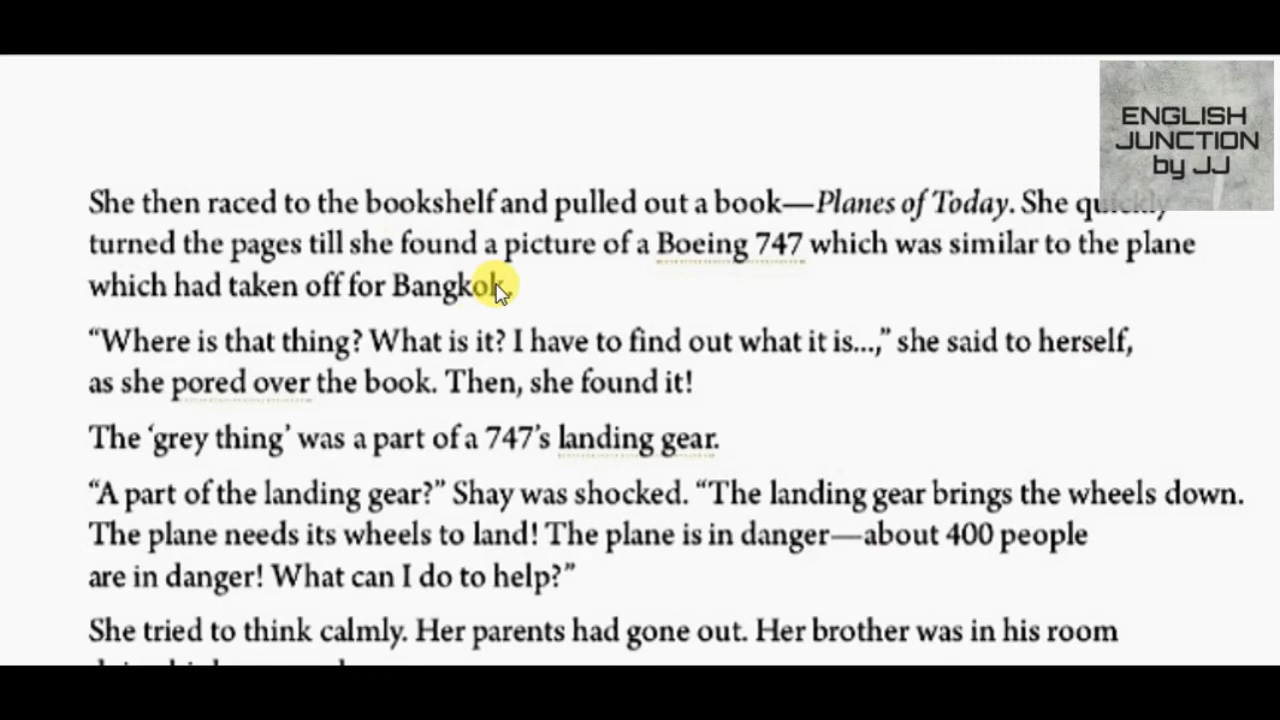 ENGLISH
JUNCTION
by JJ
She then raced to the bookshelf and pulled out a book—Planes of Today. She quickly
turned the pages till she found a picture of a Boeing 747 which was similar to the plane
which had taken off for Bangkok.
“Where is that thing? What is it? I have to find out what it is...,” she said to herself,
as she pored over the book. Then, she found it!
The ‘grey thing’ was a part of a 747’s landing gear.
“A part of the landing gear?” Shay was shocked. “The landing gear brings the wheels down.
The plane needs its wheels to land! The plane is in danger—about 400 people
are in danger! What can I do to help?”
She tried to think calmly. Her parents had gone out. Her brother was in his room